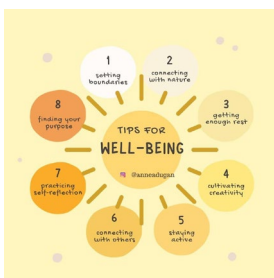 TIPS FOR
WELL-BEING
@anneadugan
1
setting
boundaries
2
connecting
with nature
3
getting
enough rest
4
cultivating
creativity
5
staying
active
6
connecting
with others
7
practicing
self-reflection
8
finding your
purpose